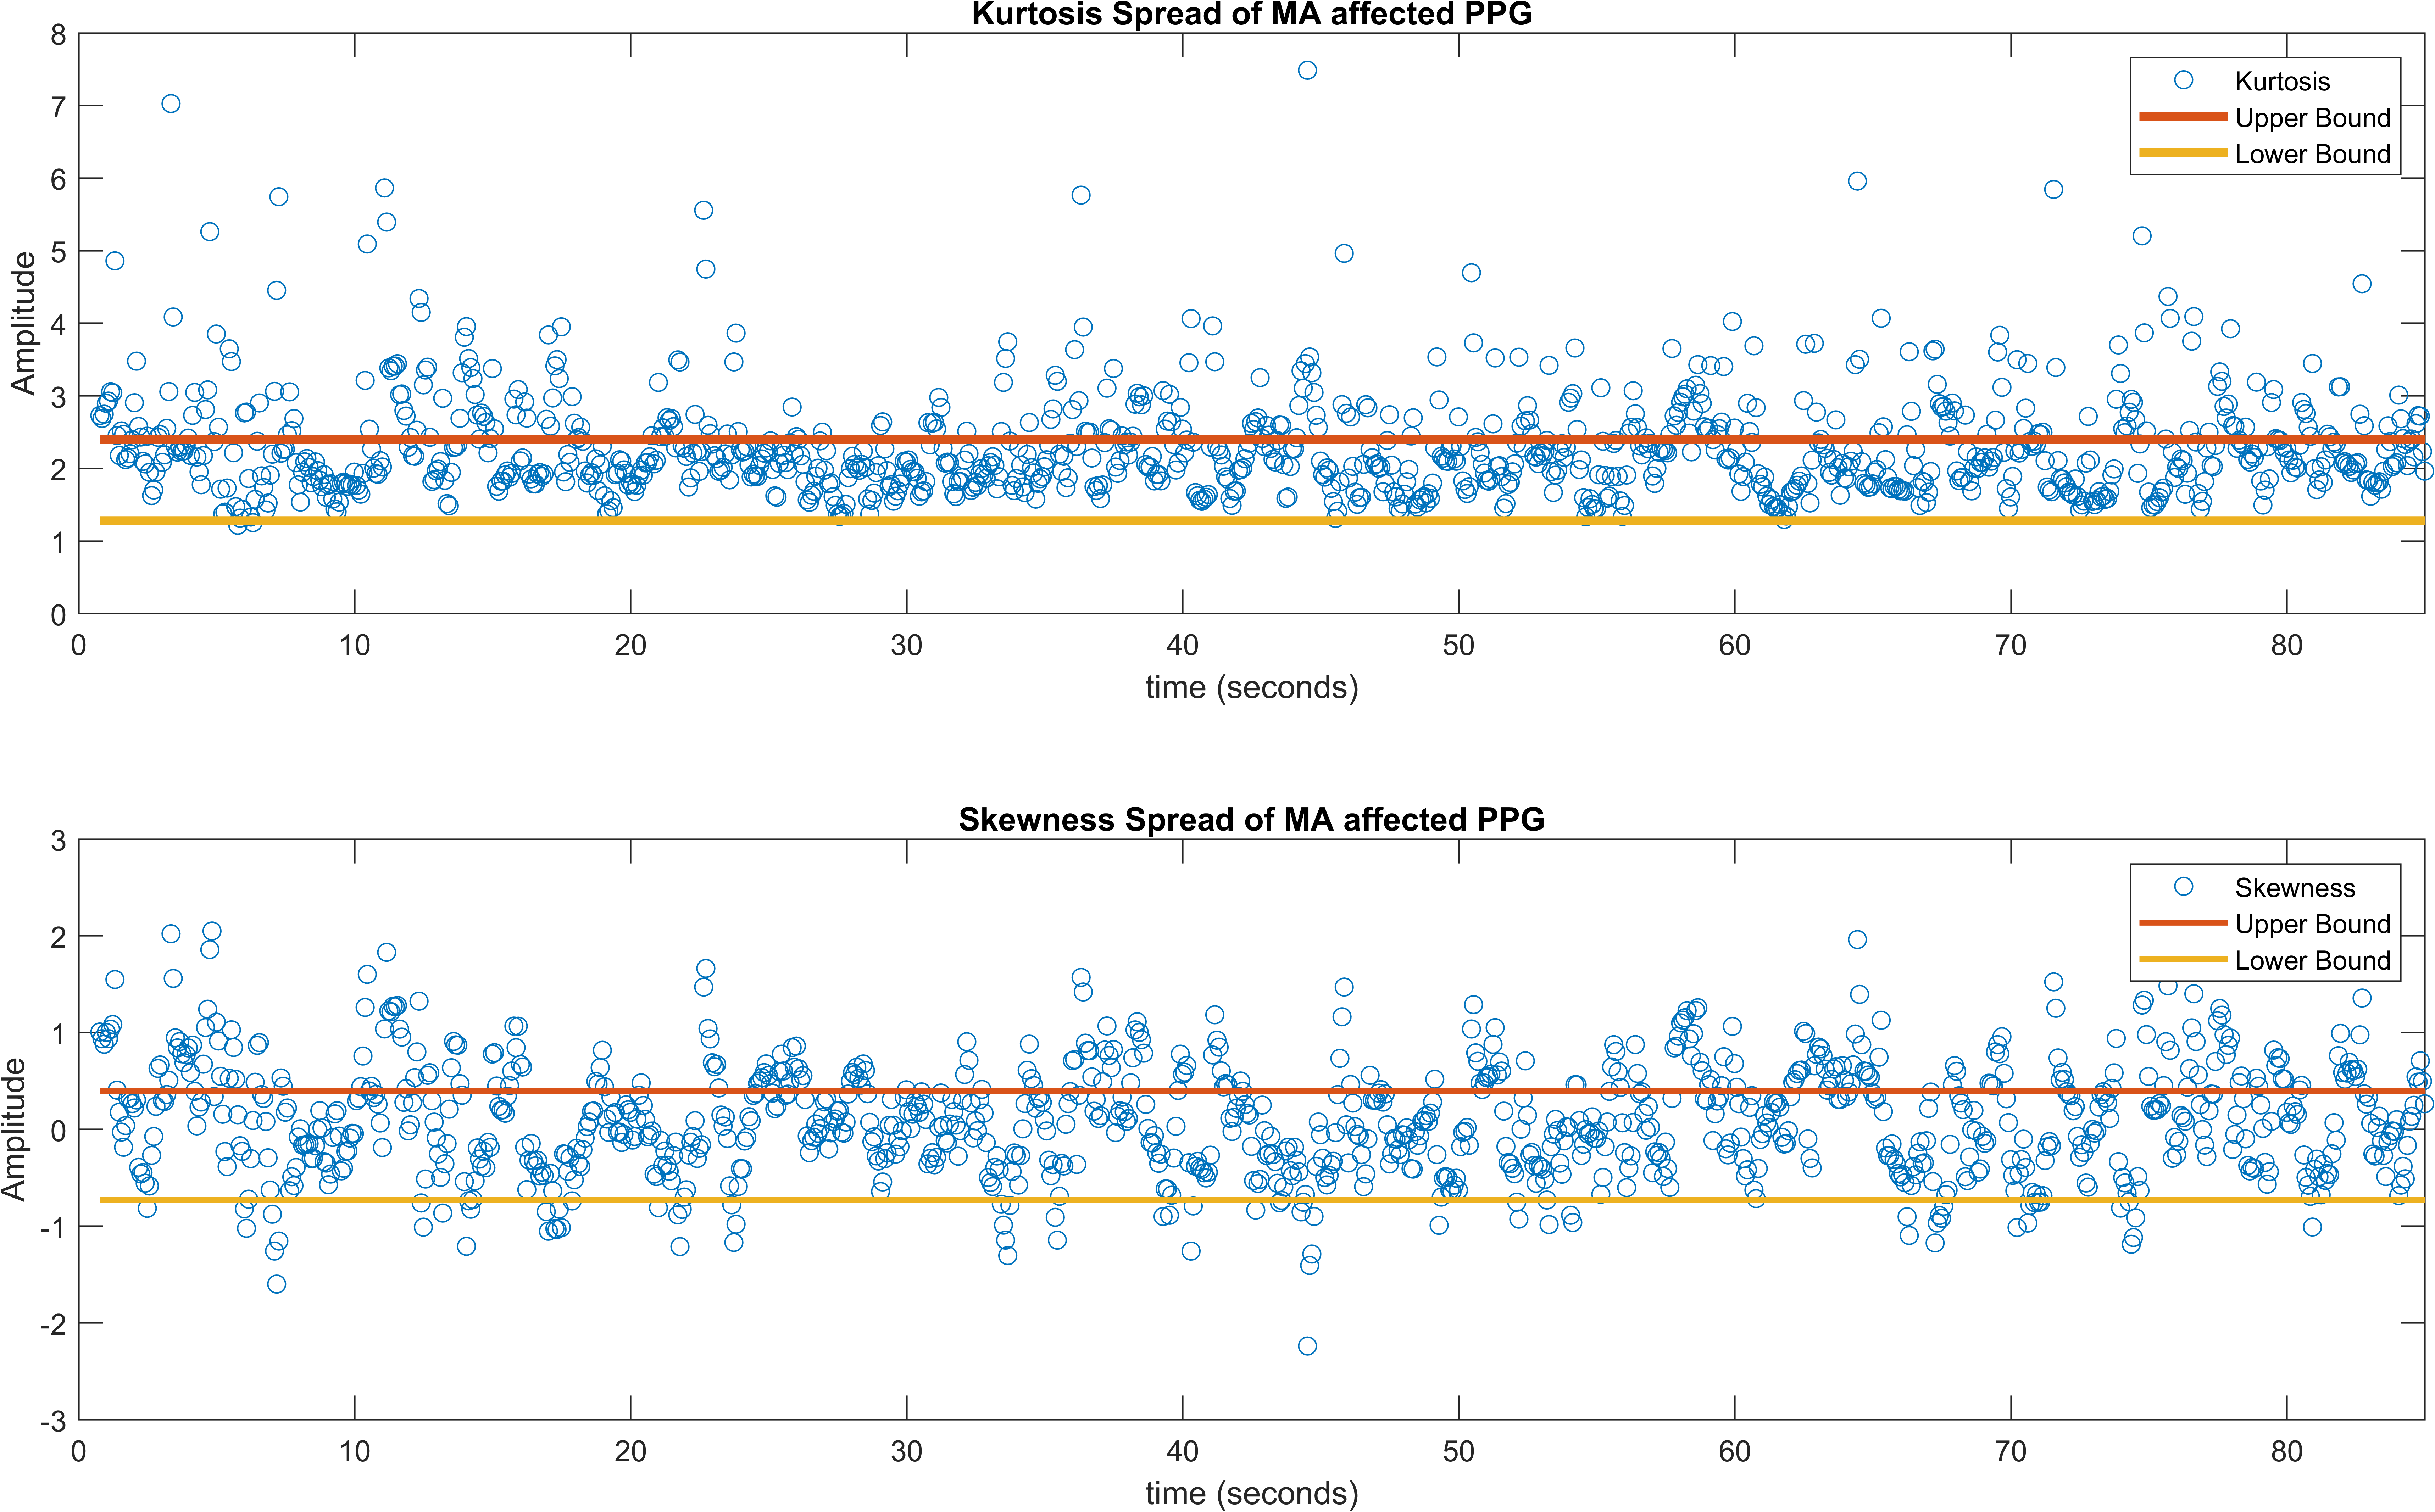 Kurtosis Spread of MA affected PPG
8
7
6
5
4
3
2
1
0
Amplitude
Kurtosis
Upper Bound
Lower Bound
0 10 20 30 40 50 60 70 80
time (seconds)
Skewness Spread of MA affected PPG
3
2
1
0
-1
-2
-3
Amplitude
Skewness
Upper Bound
Lower Bound
0 10 20 30 40 50 60 70 80
time (seconds)